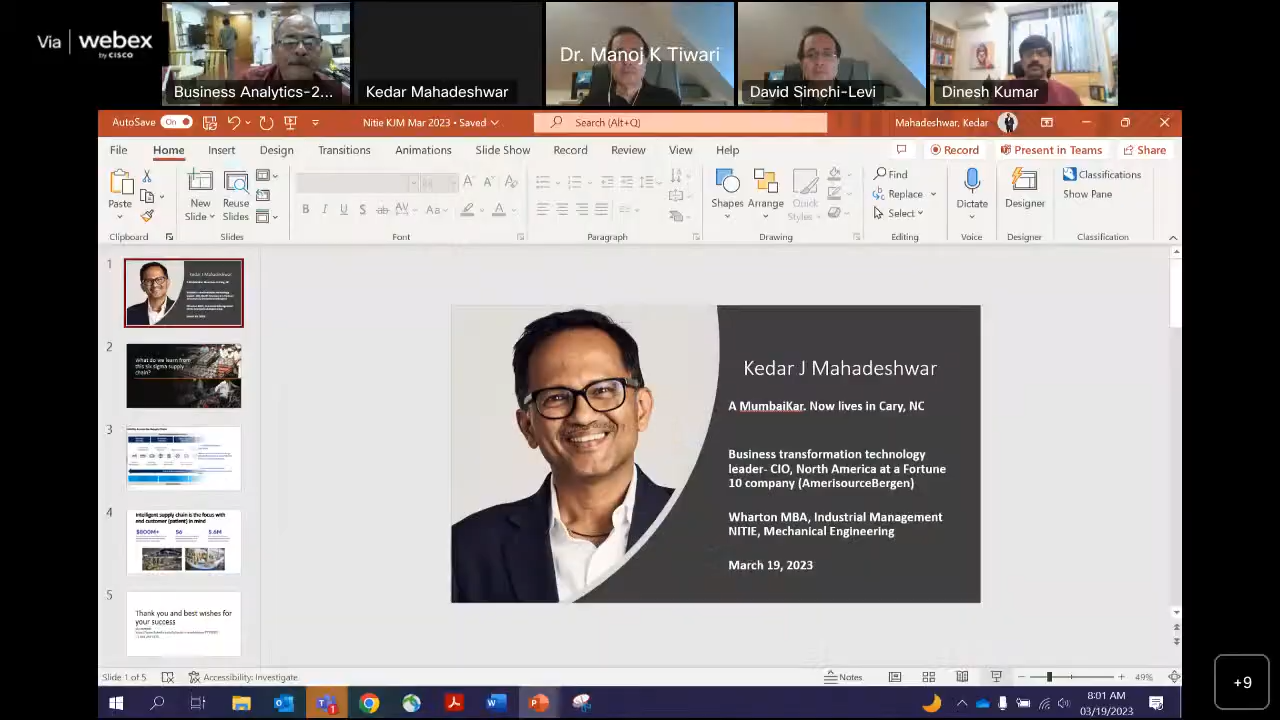 Via | webex
by CISCO
Business Analytics-2...
Kedar Mahadeshwar
Dr. Manoj K Tiwari
David Simchi-Levi
Dinesh Kumar
AutoSave On
Nitie KJM Mar 2023 • Saved
Search (Alt+Q)
Mahadeshwar, Kedar
File Home Insert Design Transitions Animations Slide Show Record Review View Help
Record Present in Teams Share
Paste
New Slide
Reuse Slides
Shapes
Arrange
Quick Styles
Find
Replace
Select
Dictate
Designer
Classifications
Show Pane
Clipboard Slides Font Paragraph Drawing Editing Voice Designer Classification
1
2
What do we learn from
this six sigma supply
chain?
3
4
Intelligent supply chain is the focus with
end customer (patient) in mind
$800M+ 56 2.6M
5
Thank you and best wishes for
your success
Kedar J Mahadeshwar
A MumbaiKar. Now lives in Cary, NC
Business transformation technology
leader- CIO, North America at a Fortune
10 company (AmerisourceBergen)
Wharton MBA, Industrial Management
NITIE, Mechanical Engineering
March 19, 2023
Slide 1 of 5
Accessibility: Investigate
Notes
49%
8:01 AM
03/19/2023
+9